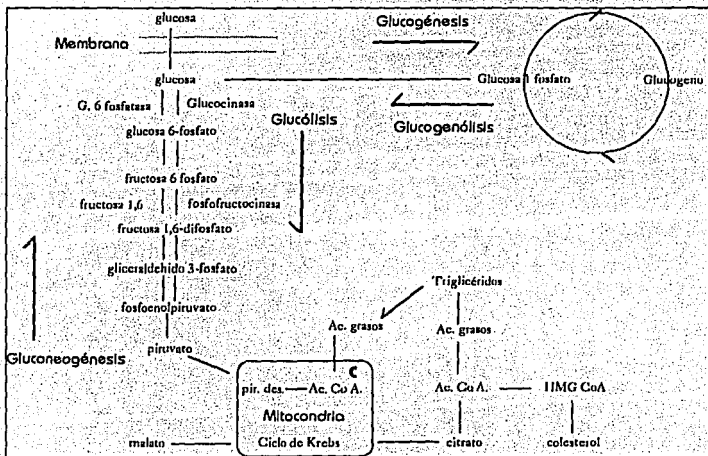 glucosa
Glucogénesis
Membrana
glucosa
Glucosa 1 fosfato
Glucogeno
G. 6 fosfatasa
Glucocinasa
Glucólisis
Glucogenólisis
glucosa 6-fosfato
fructosa 6 fosfato
fructosa 1,6
fosfofructocinasa
fructosa 1,6-difosfato
gliceraldehido 3-fosfato
Triglicéridos
fosfoenolpiruvato
Ac. grasos
Ac. grasos
Gluconeogénesis
piruvato
C
pir. des.
Ac. Co A.
Ac. Co A.
HMG CoA
Mitocondria
malato
Ciclo de Krebs
citrato
colesterol